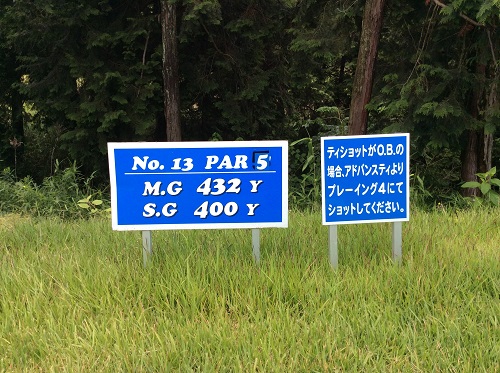 No. 13 PAR 5
M.G 432 Y
S.G 400 Y
ティショットがO.B.の
場合、アドバンスティより
プレーイング4にて
ショットしてください。